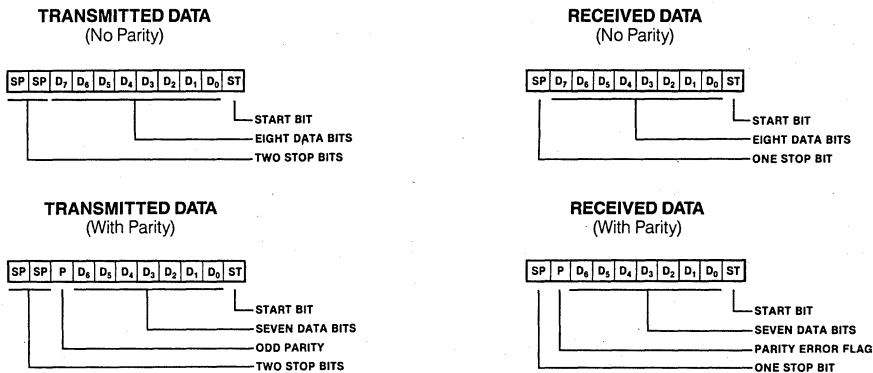 TRANSMITTED DATA
(No Parity)
SP SP D7 D6 D5 D4 D3 D2 D1 D0 ST
START BIT
EIGHT DATA BITS
TWO STOP BITS
RECEIVED DATA
(No Parity)
SP D7 D6 D5 D4 D3 D2 D1 D0 ST
START BIT
EIGHT DATA BITS
ONE STOP BIT
TRANSMITTED DATA
(With Parity)
SP SP P D6 D5 D4 D3 D2 D1 D0 ST
START BIT
SEVEN DATA BITS
ODD PARITY
TWO STOP BITS
RECEIVED DATA
(With Parity)
SP P D6 D5 D4 D3 D2 D1 D0 ST
START BIT
SEVEN DATA BITS
PARITY ERROR FLAG
ONE STOP BIT